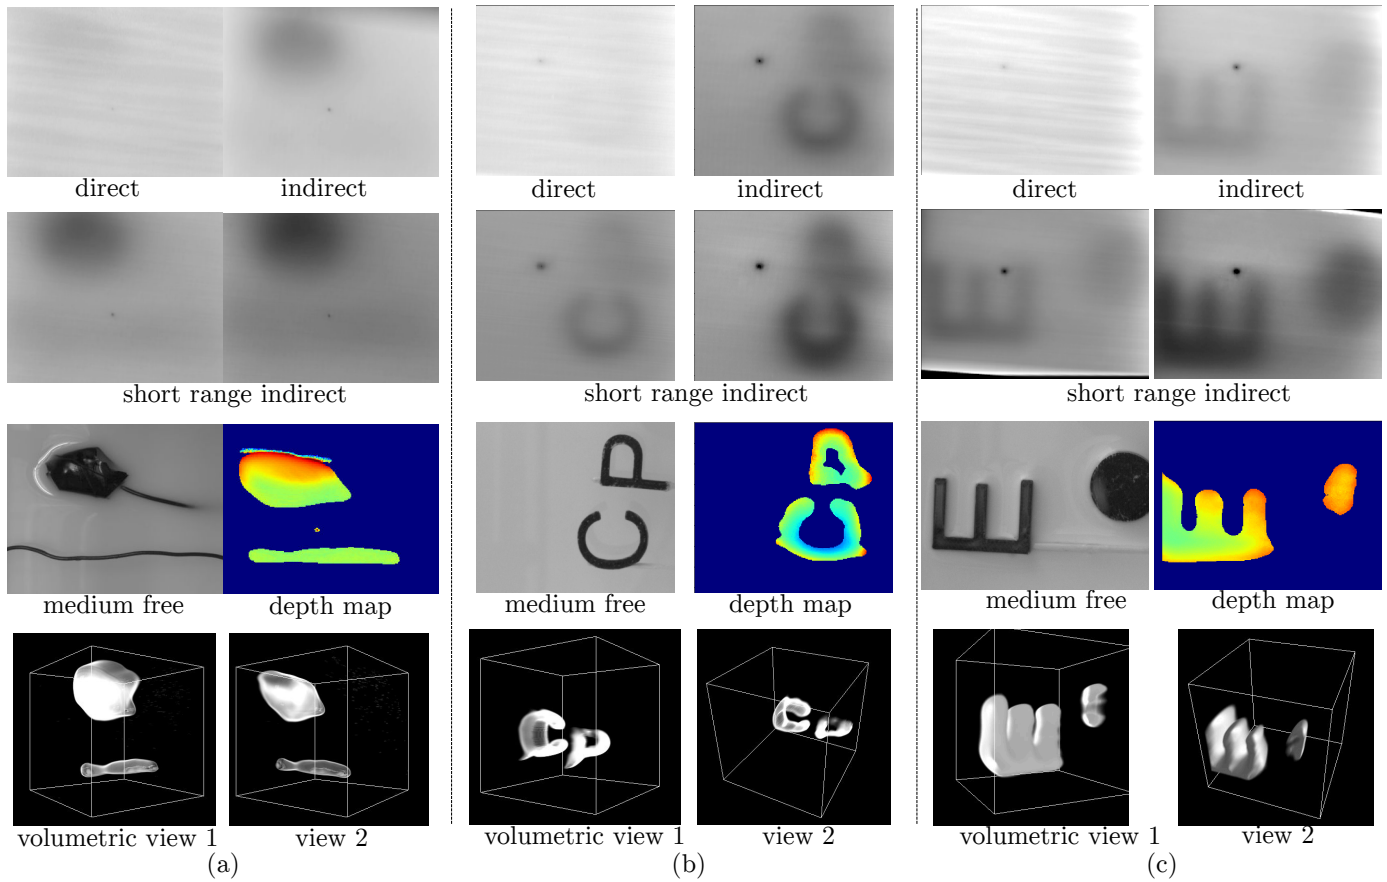 direct indirect direct indirect direct indirect
short range indirect short range indirect short range indirect
C P E
medium free depth map medium free depth map medium free depth map
volumetric view 1 view 2 volumetric view 1 view 2 volumetric view 1 view 2
(a) (b) (c)